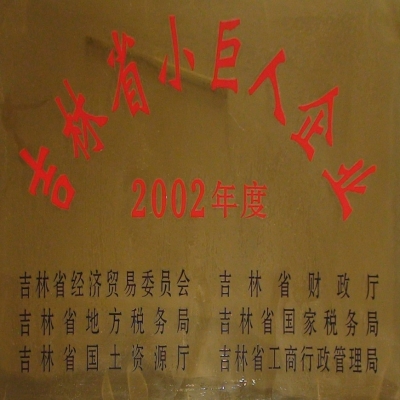 吉林省小巨人企业
2002年度
吉林省经济贸易委员会 吉林省财政厅
吉林省地方税务局 吉林省国家税务局
吉林省国土资源厅 吉林省工商行政管理局